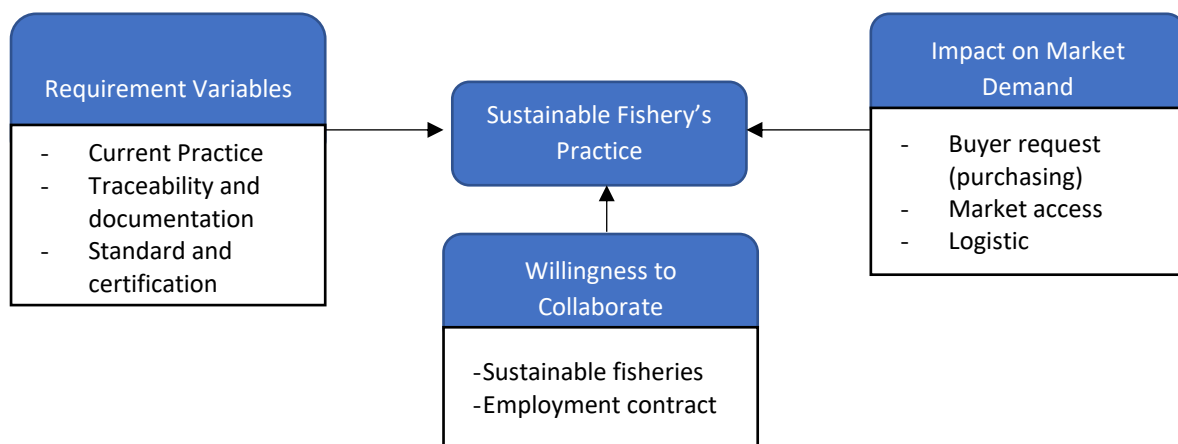 Requirement Variables
- Current Practice
- Traceability and
documentation
- Standard and
certification
Sustainable Fishery’s
Practice
Impact on Market
Demand
- Buyer request
(purchasing)
- Market access
- Logistic
Willingness to
Collaborate
-Sustainable fisheries
-Employment contract